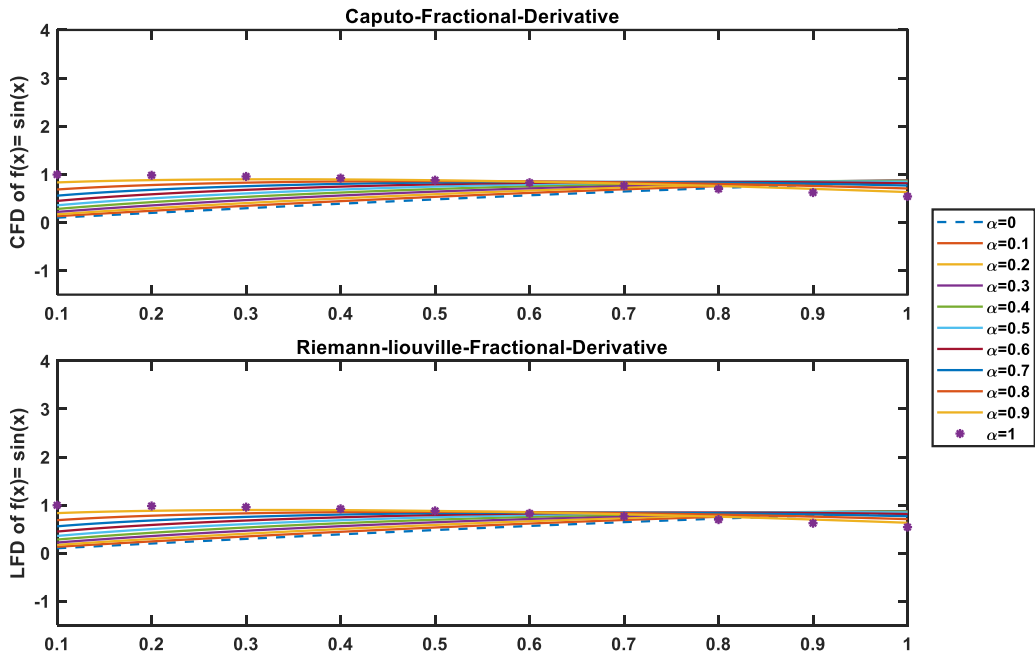 Caputo-Fractional-Derivative
CFD of f(x)= sin(x)
4
3
2
1
0
-1
0.1 0.2 0.3 0.4 0.5 0.6 0.7 0.8 0.9 1
Riemann-liouville-Fractional-Derivative
LFD of f(x)= sin(x)
4
3
2
1
0
-1
0.1 0.2 0.3 0.4 0.5 0.6 0.7 0.8 0.9 1
α=0
α=0.1
α=0.2
α=0.3
α=0.4
α=0.5
α=0.6
α=0.7
α=0.8
α=0.9
α=1